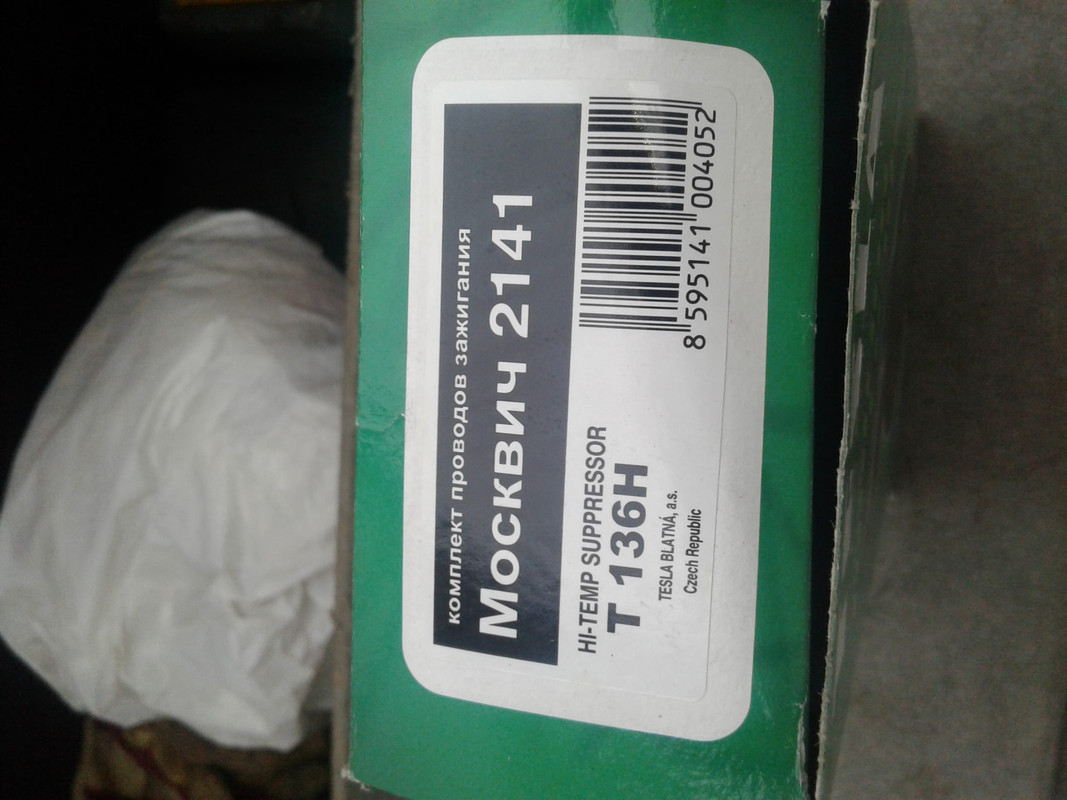 комплект проводов зажигания
Москвич 2141
HI-TEMP SUPPRESSOR
T 136H
TESLA BLATNÁ, a.s.
Czech Republic
8 595141 004052